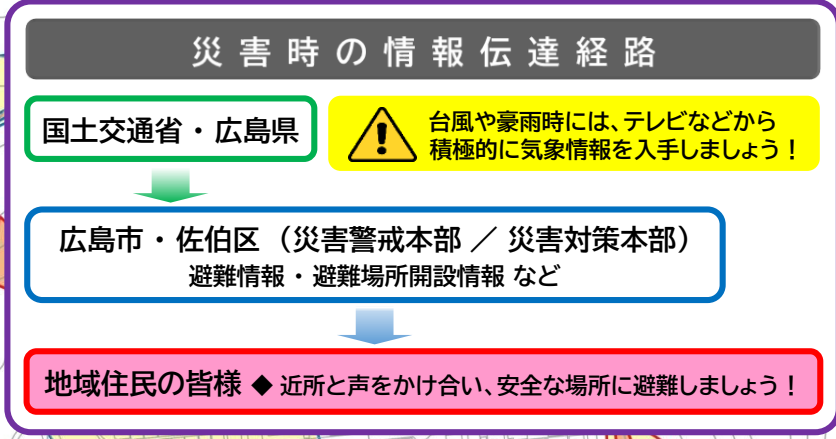 災害時の情報伝達経路
国土交通省・広島県
台風や豪雨時には、テレビなどから
積極的に気象情報を入手しましょう！
広島市・佐伯区（災害警戒本部／災害対策本部）
避難情報・避難場所開設情報 など
地域住民の皆様 ◆ 近所と声をかけ合い、安全な場所に避難しましょう！